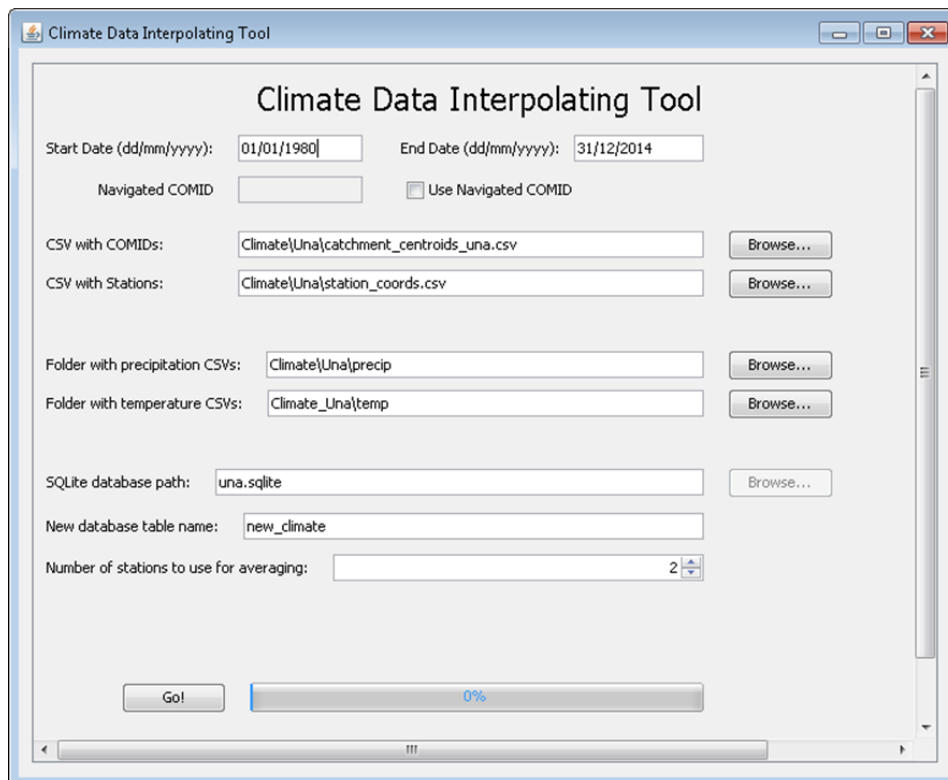 Climate Data Interpolating Tool
Climate Data Interpolating Tool
Start Date (dd/mm/yyyy): 01/01/1980 End Date (dd/mm/yyyy): 31/12/2014
Navigated COMID Use Navigated COMID
CSV with COMIDs: Climate\Una\catchment_centroids_una.csv Browse...
CSV with Stations: Climate\Una\station_coords.csv Browse...
Folder with precipitation CSVs: Climate\Una\precip Browse...
Folder with temperature CSVs: Climate_Una\temp Browse...
SQLite database path: una.sqlite Browse...
New database table name: new_climate
Number of stations to use for averaging: 2
Go! 0%